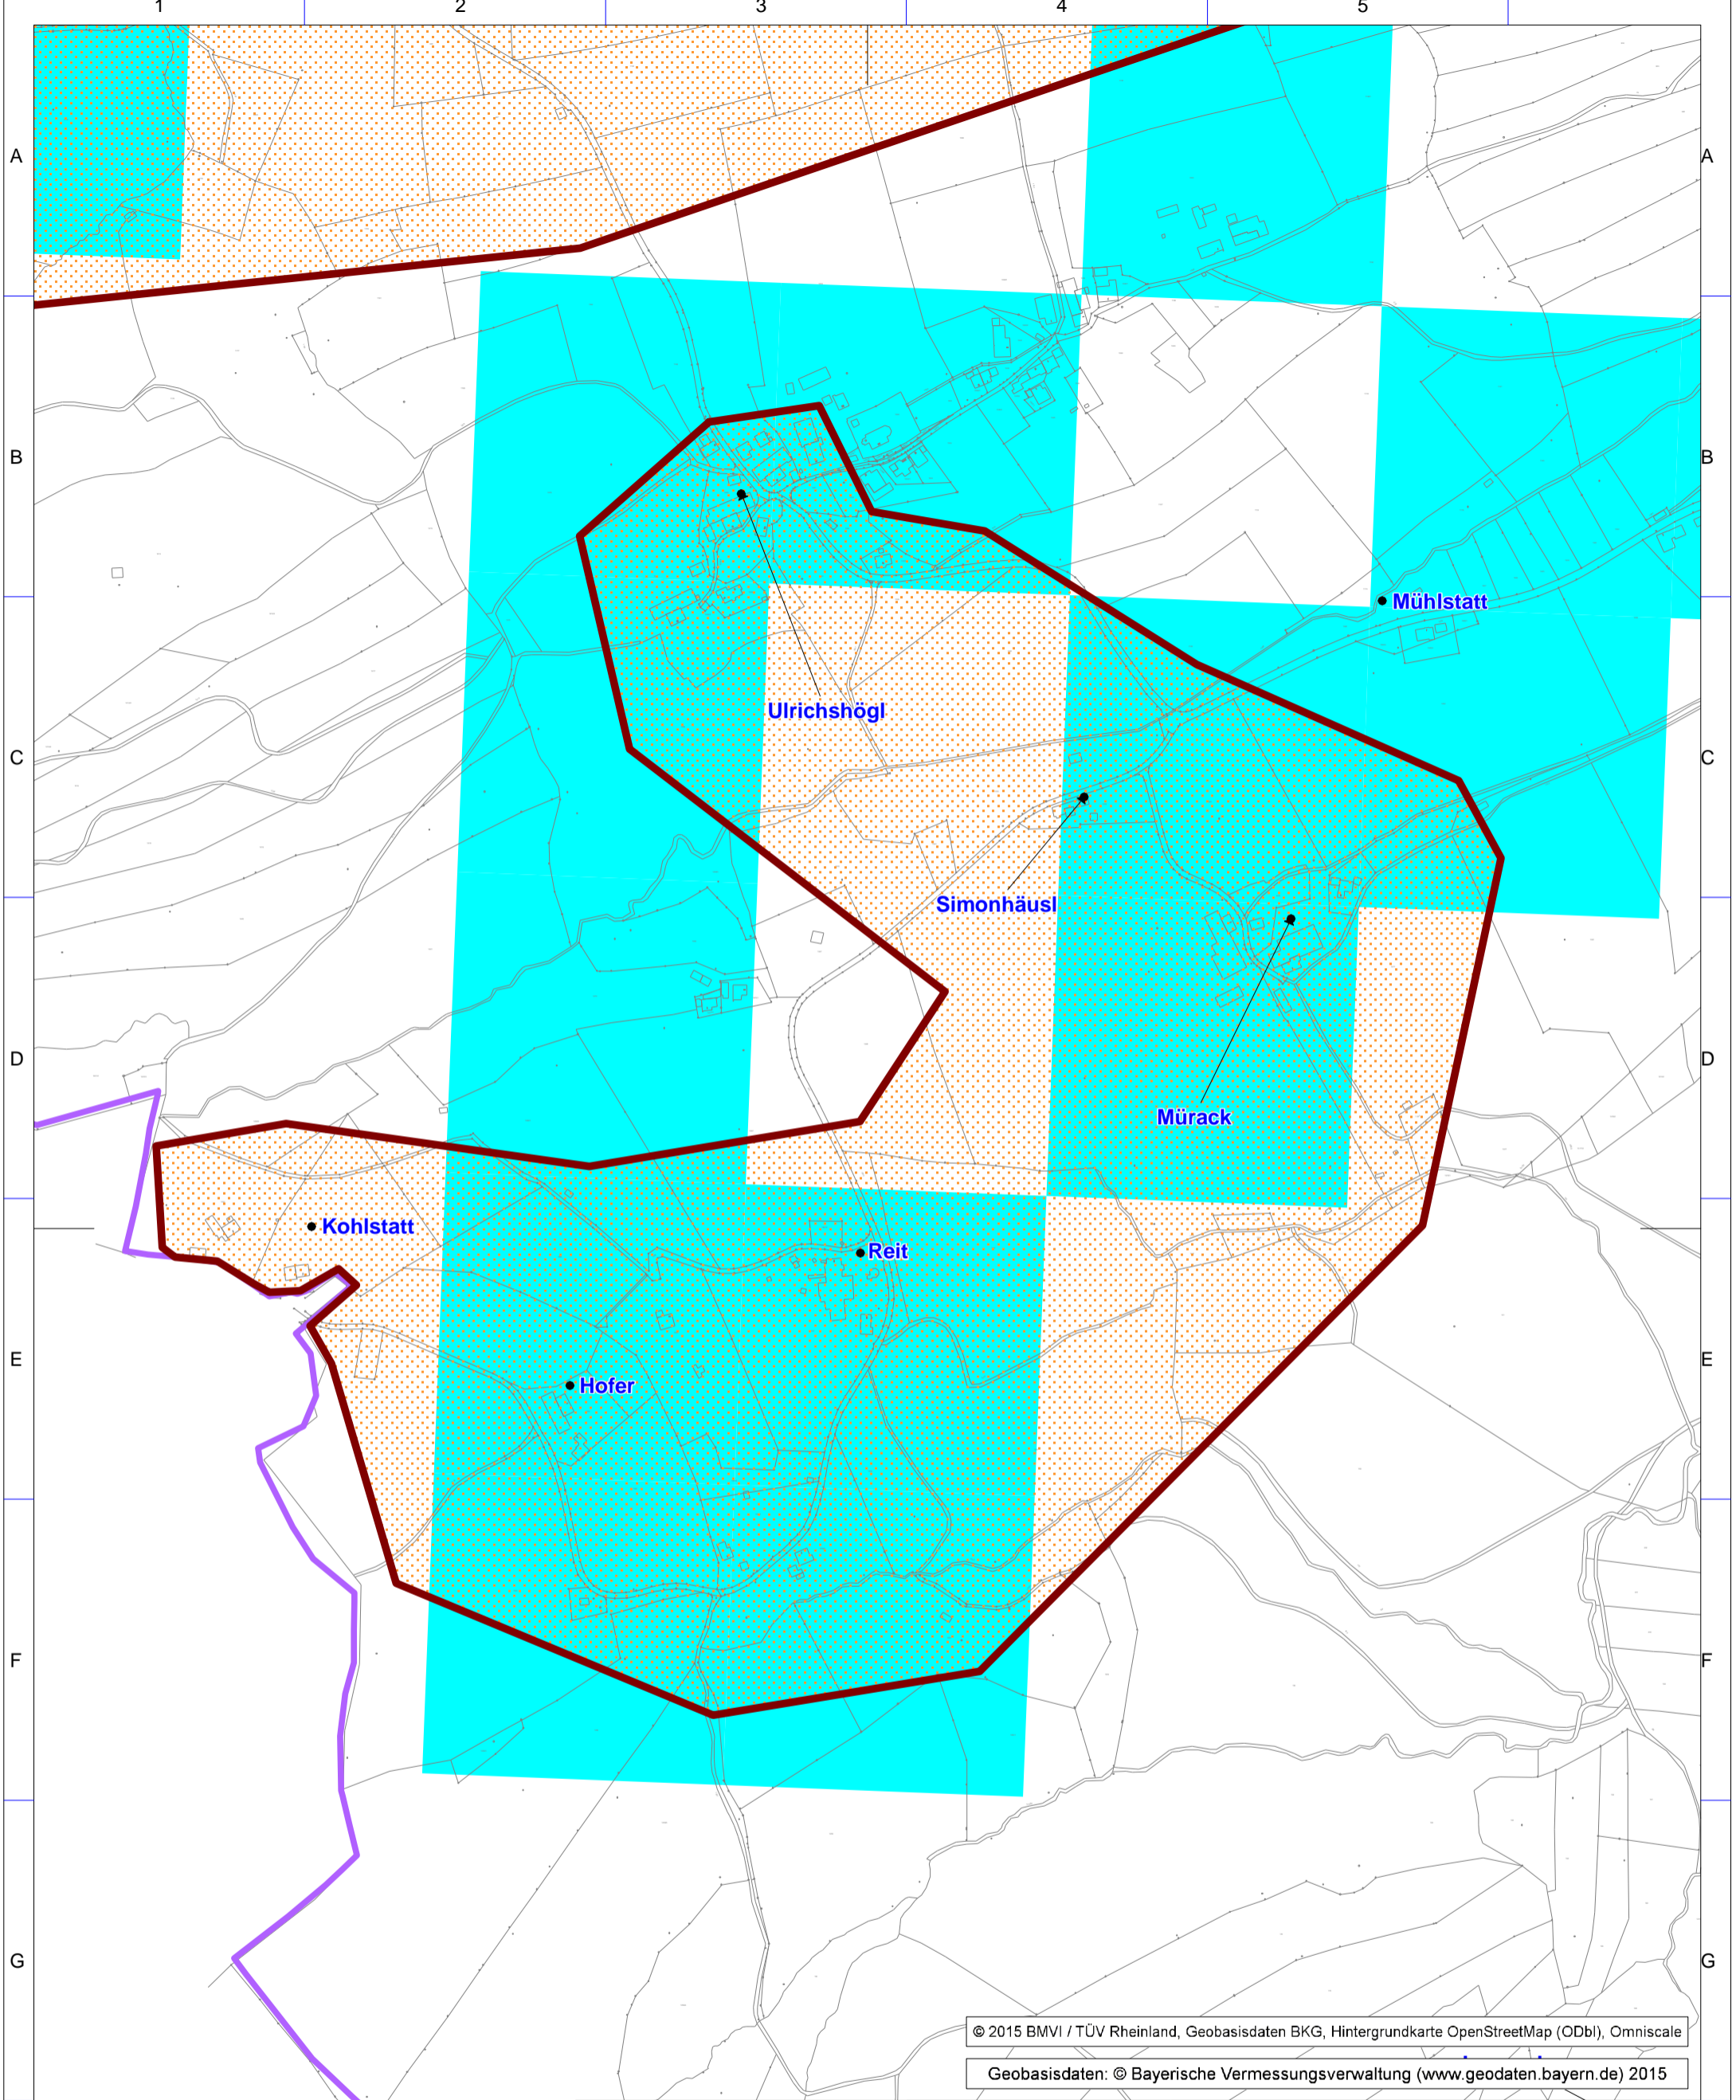 1 2 3 4 5
A A
B B
Mühlstatt
Ulrichshögl
C C
Simonhäusl
D D
Mürack
Kohlstatt
Reit
E E
Hofer
F F
G G
© 2015 BMVI / TÜV Rheinland, Geobasisdaten BKG, Hintergrundkarte OpenStreetMap (ODbl), Omniscale
Geobasisdaten: © Bayerische Vermessungsverwaltung (www.geodaten.bayern.de) 2015